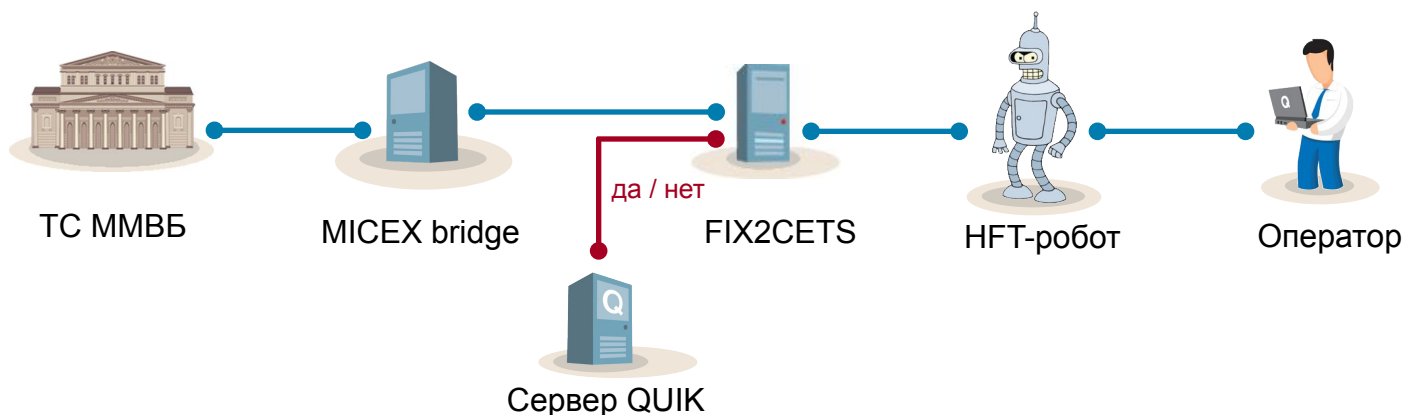 Q
да / нет
ТС ММВБ
MICEX bridge
FIX2CETS
HFT-робот
Оператор
Q
Сервер QUIK